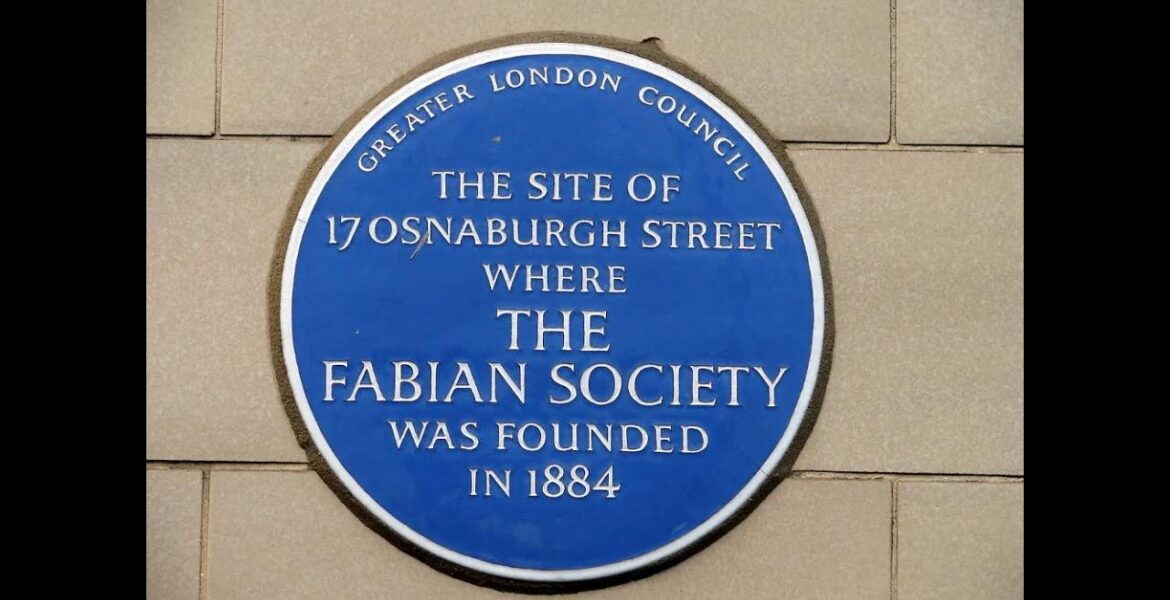 GREATER LONDON COUNCIL
THE SITE OF
17 OSNABURGH STREET
WHERE
THE
FABIAN SOCIETY
WAS FOUNDED
IN 1884